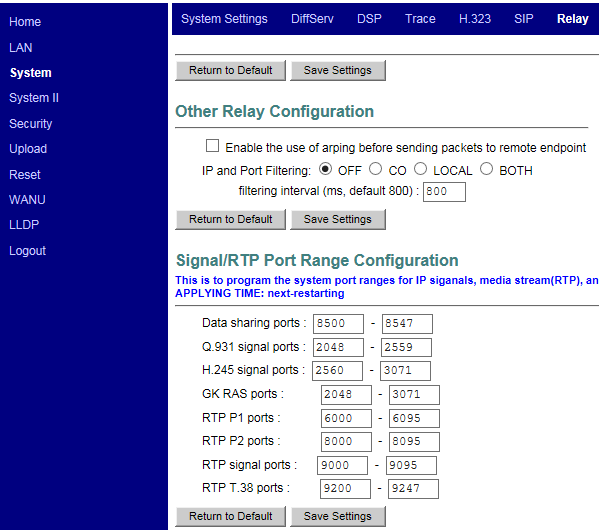 Home
LAN
System
System II
Security
Upload
Reset
WANU
LLDP
Logout
System Settings DiffServ DSP Trace H.323 SIP Relay
Return to Default Save Settings
Other Relay Configuration
Enable the use of arping before sending packets to remote endpoint
IP and Port Filtering: OFF CO LOCAL BOTH
filtering interval (ms, default 800) : 800
Return to Default Save Settings
Signal/RTP Port Range Configuration
This is to program the system port ranges for IP siganals, media stream(RTP), an
APPLYING TIME: next-restarting
Data sharing ports : 8500 - 8547
Q.931 signal ports : 2048 - 2559
H.245 signal ports : 2560 - 3071
GK RAS ports : 2048 - 3071
RTP P1 ports : 6000 - 6095
RTP P2 ports : 8000 - 8095
RTP signal ports : 9000 - 9095
RTP T.38 ports : 9200 - 9247
Return to Default Save Settings